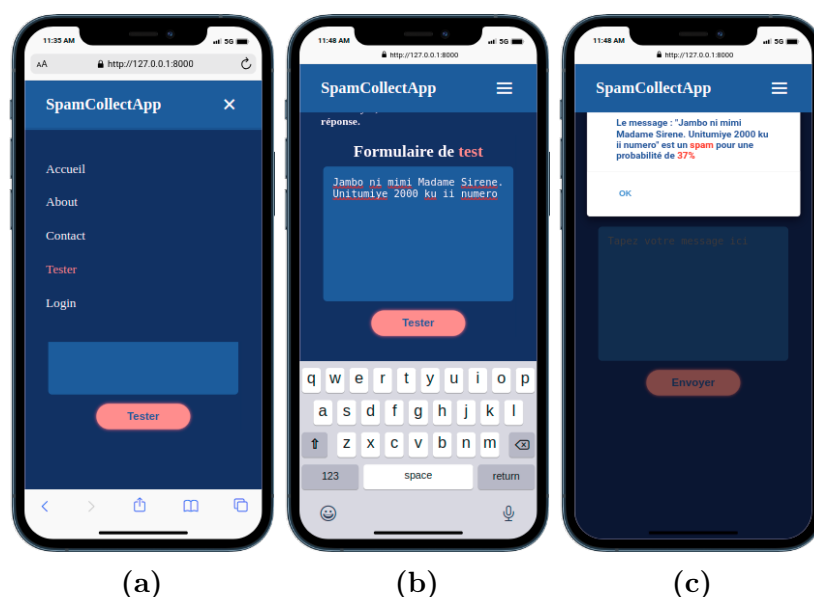 11:35 AM
5G
AA
http://127.0.0.1:8000
SpamCollectApp
Accueil
About
Contact
Tester
Login
Tester
(a)
11:48 AM
5G
http://127.0.0.1:8000
SpamCollectApp
réponse.
Formulaire de test
Jambo ni mimi Madame Sirene.
Unitumiye 2000 ku ii numero
Tester
q w e r t y u i o p
a s d f g h j k l
z x c v b n m
123 space return
(b)
11:48 AM
5G
http://127.0.0.1:8000
SpamCollectApp
Le message : "Jambo ni mimi
Madame Sirene. Unitumiye 2000 ku
ii numero" est un spam pour une
probabilité de 37%
OK
Tapez votre message ici
Envoyer
(c)